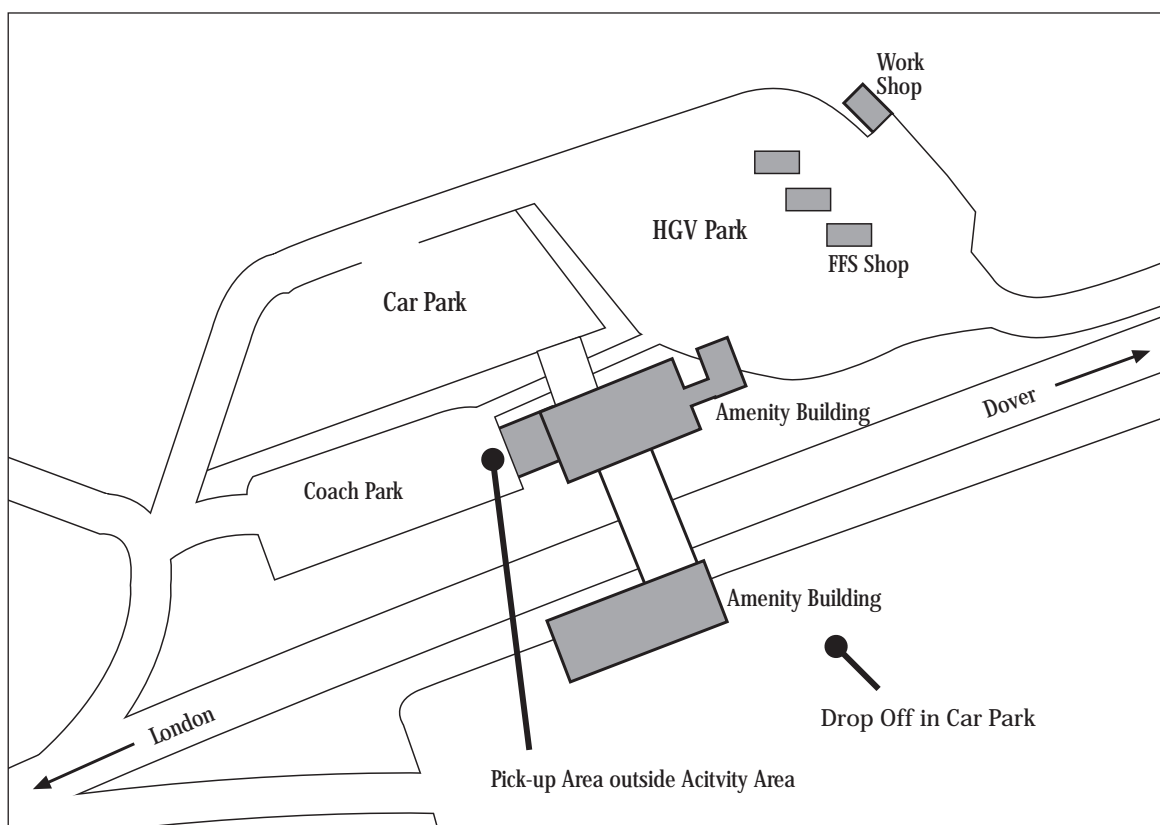 Work
Shop
HGV Park
FFS Shop
Car Park
Dover
Amenity Building
Coach Park
Amenity Building
London
Drop Off in Car Park
Pick-up Area outside Acitvity Area